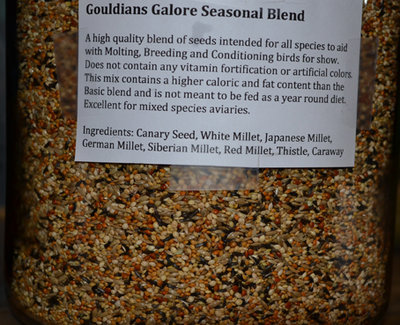 Gouldians Galore Seasonal Blend
A high quality blend of seeds intended for all species to aid
with Molting, Breeding and Conditioning birds for show.
Does not contain any vitamin fortification or artificial colors.
This mix contains a higher caloric and fat content than the
Basic blend and is not meant to be fed as a year round diet.
Excellent for mixed species aviaries.
Ingredients: Canary Seed, White Millet, Japanese Millet,
German Millet, Siberian Millet, Red Millet, Thistle, Caraway